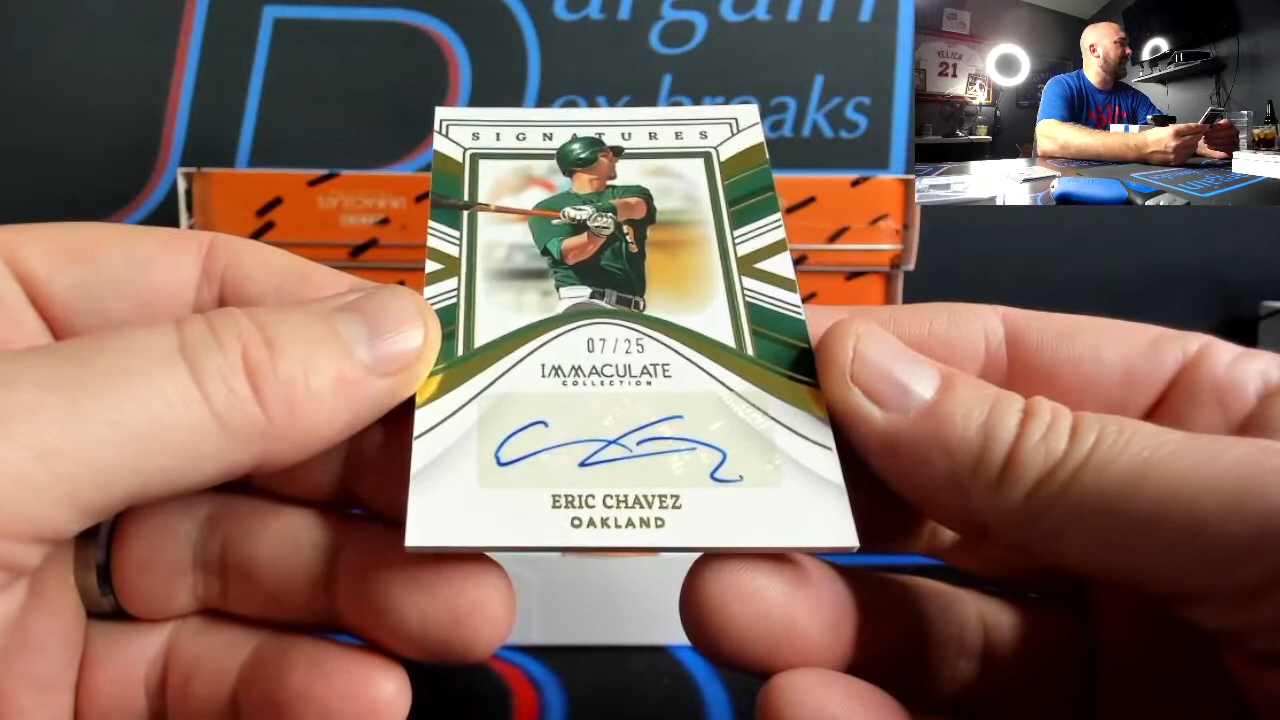 argain
ox breaks
YELICH
21
SIGNATURES
07/25
IMMACULATE
COLLECTION
ERIC CHAVEZ
OAKLAND